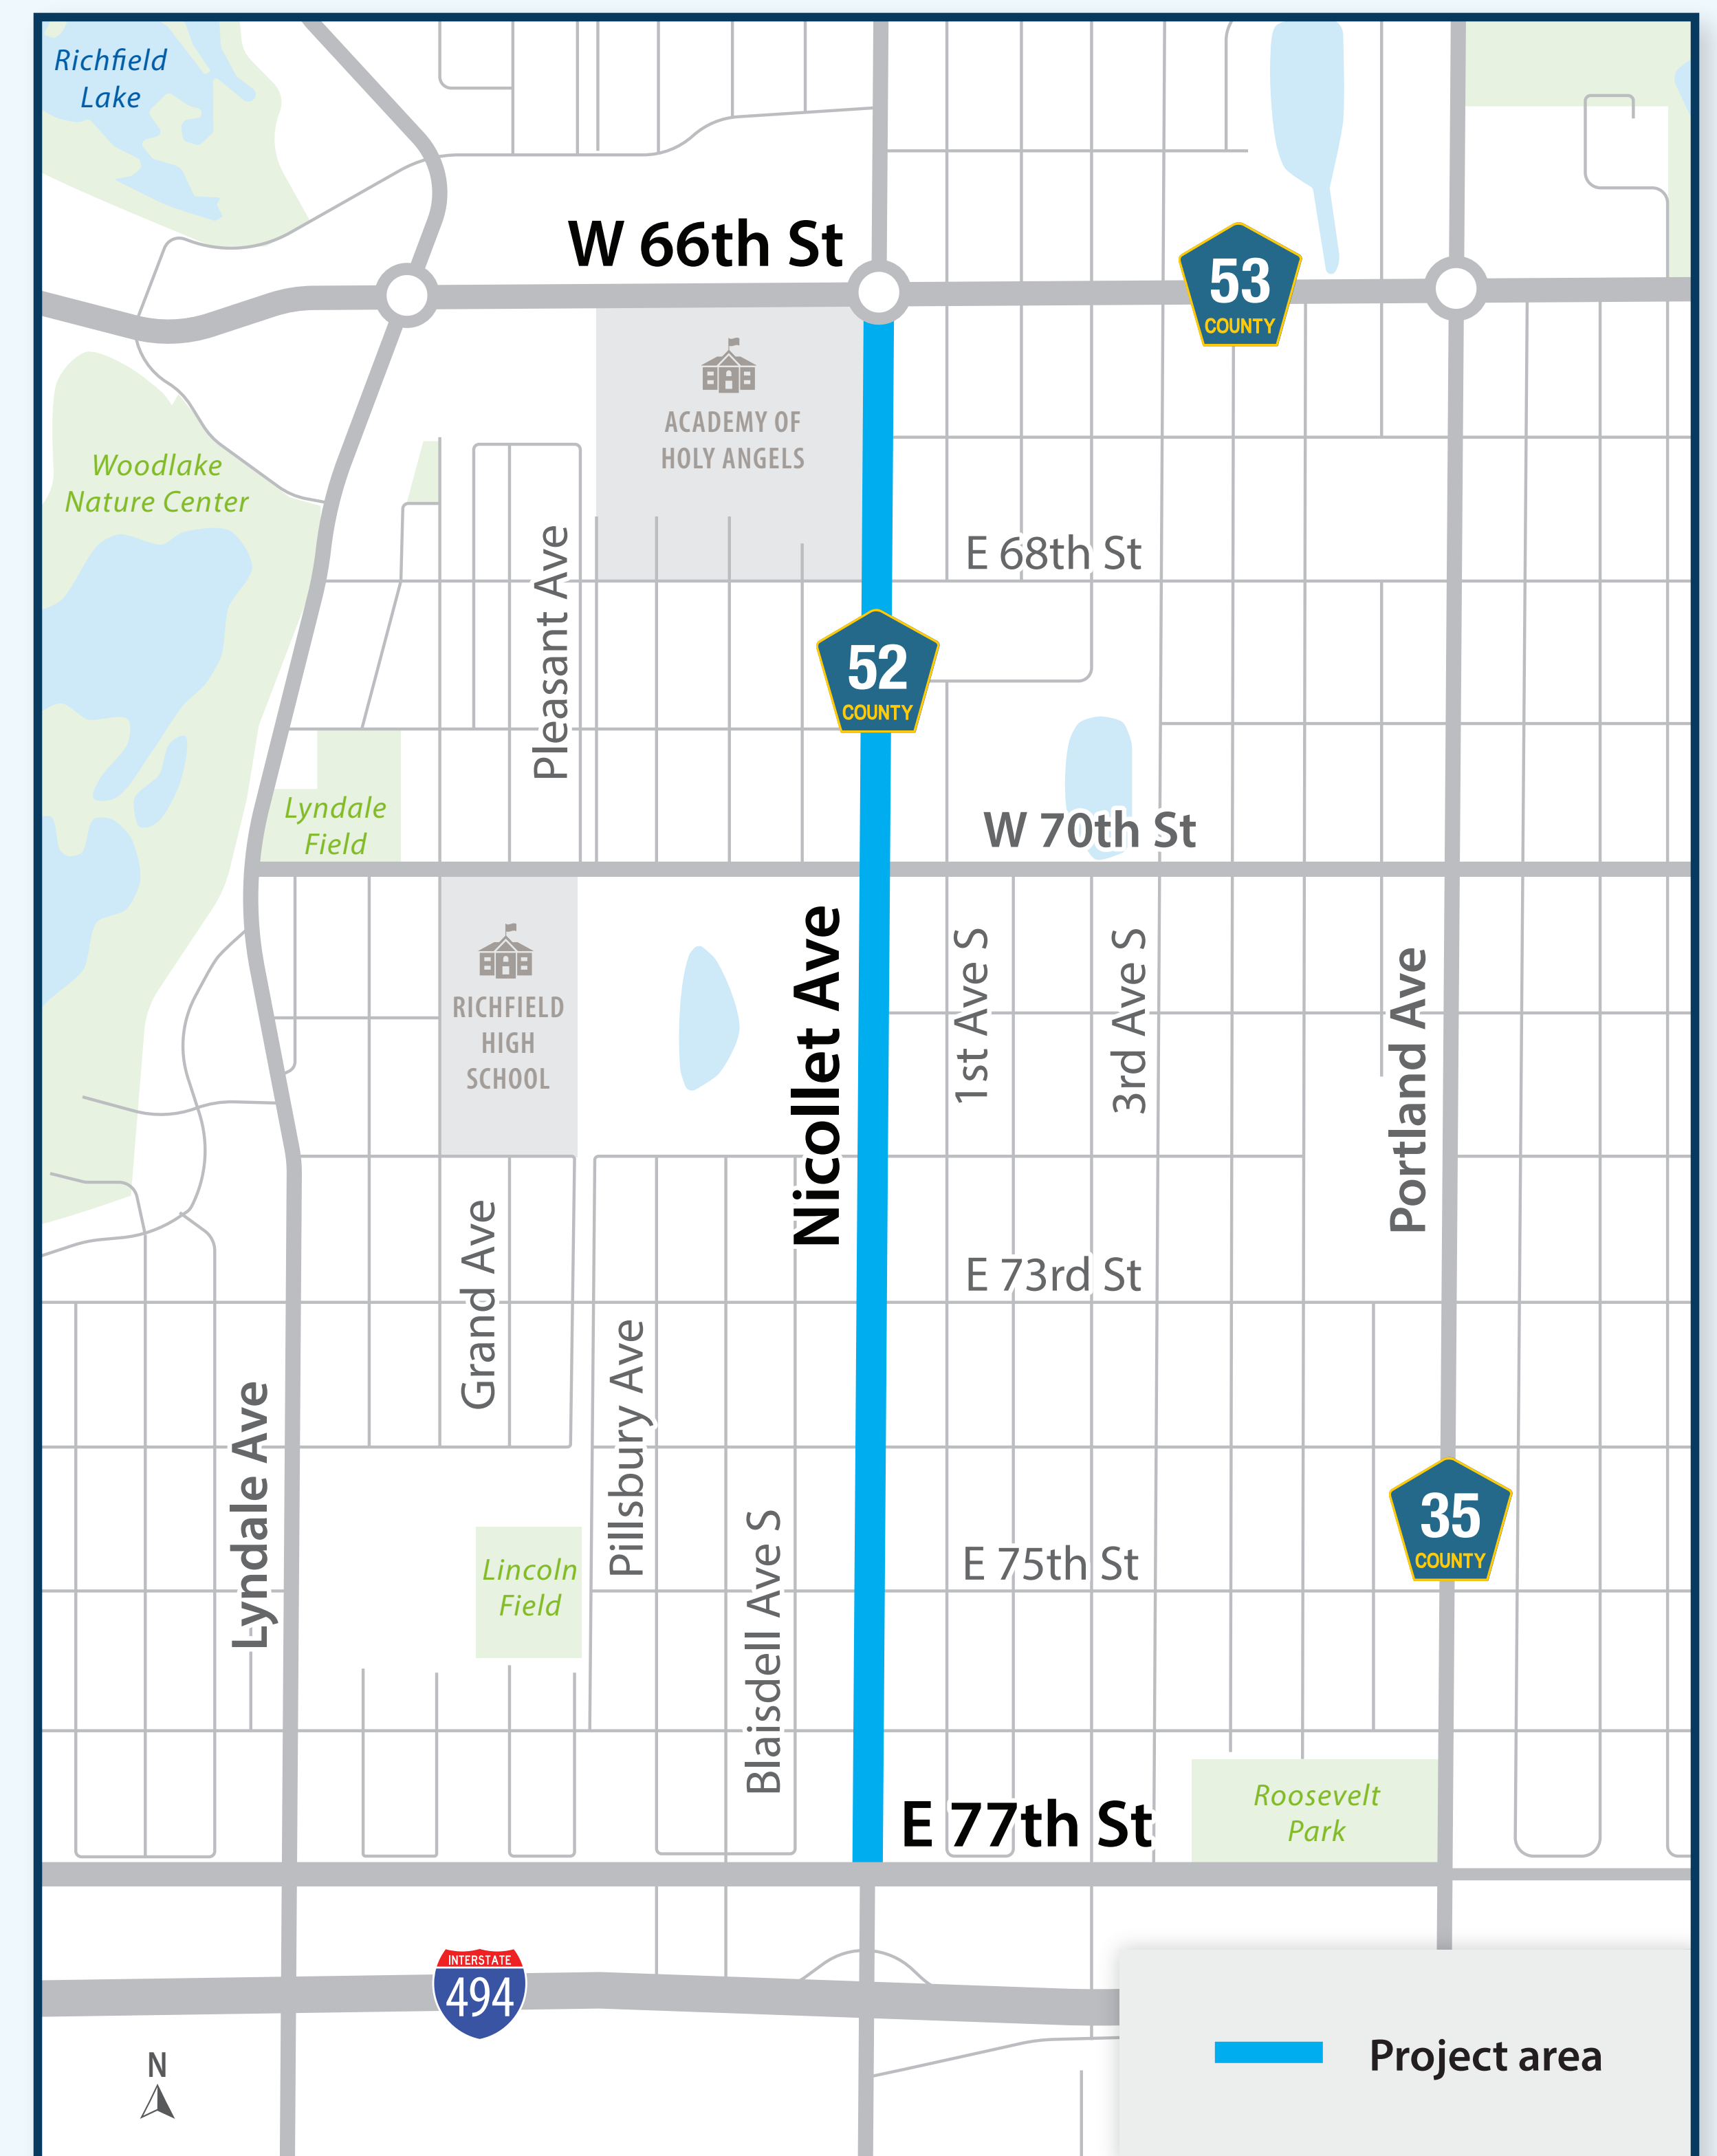 Richfield
Lake
W 66th St
53
COUNTY
ACADEMY OF
HOLY ANGELS
Woodlake
Nature Center
E 68th St
Pleasant Ave
52
COUNTY
Lyndale
Field
W 70th St
RICHFIELD
HIGH
SCHOOL
Nicollet Ave
1st Ave S
3rd Ave S
Portland Ave
Grand Ave
E 73rd St
Pillsbury Ave
Lyndale Ave
35
COUNTY
Lincoln
Field
E 75th St
Blaisdell Ave S
Roosevelt
Park
E 77th St
INTERSTATE
494
N
Project area